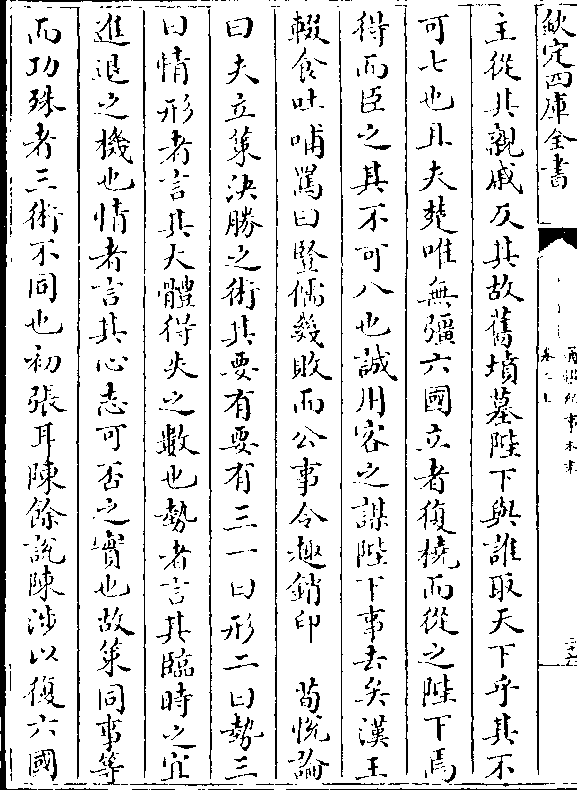 欽定四庫全書
主從其親戚反其故舊墳墓陛下與誰取天下乎其不
可七也且夫楚唯無彊六國立者復橈而從之陛下焉
得而臣之其不可八也誠用客之謀陛下事去矣漢王
輟食吐哺罵曰豎儒幾敗而公事令趣銷印　荀悅論
曰夫立策決勝之術其要有要有三一曰形二曰勢三
曰情形者言其大體得失之數也勢者言其臨時之宜
進退之機也情者言其心志可否之實也故策同事等
而功殊者三術不同也初張耳陳餘說陳涉以復六國